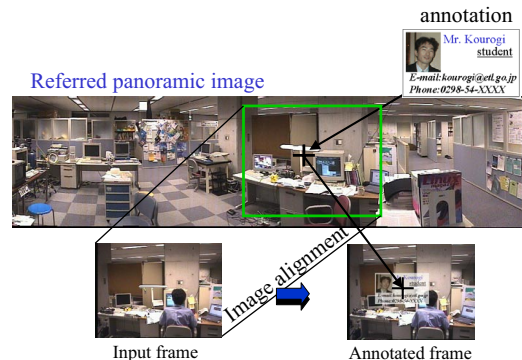 annotation
Mr. Kourogi
student
E-mail:kourogi@etl.go.jp
Phone:0298-54-XXXX
Referred panoramic image
Image alignment
Input frame
Annotated frame